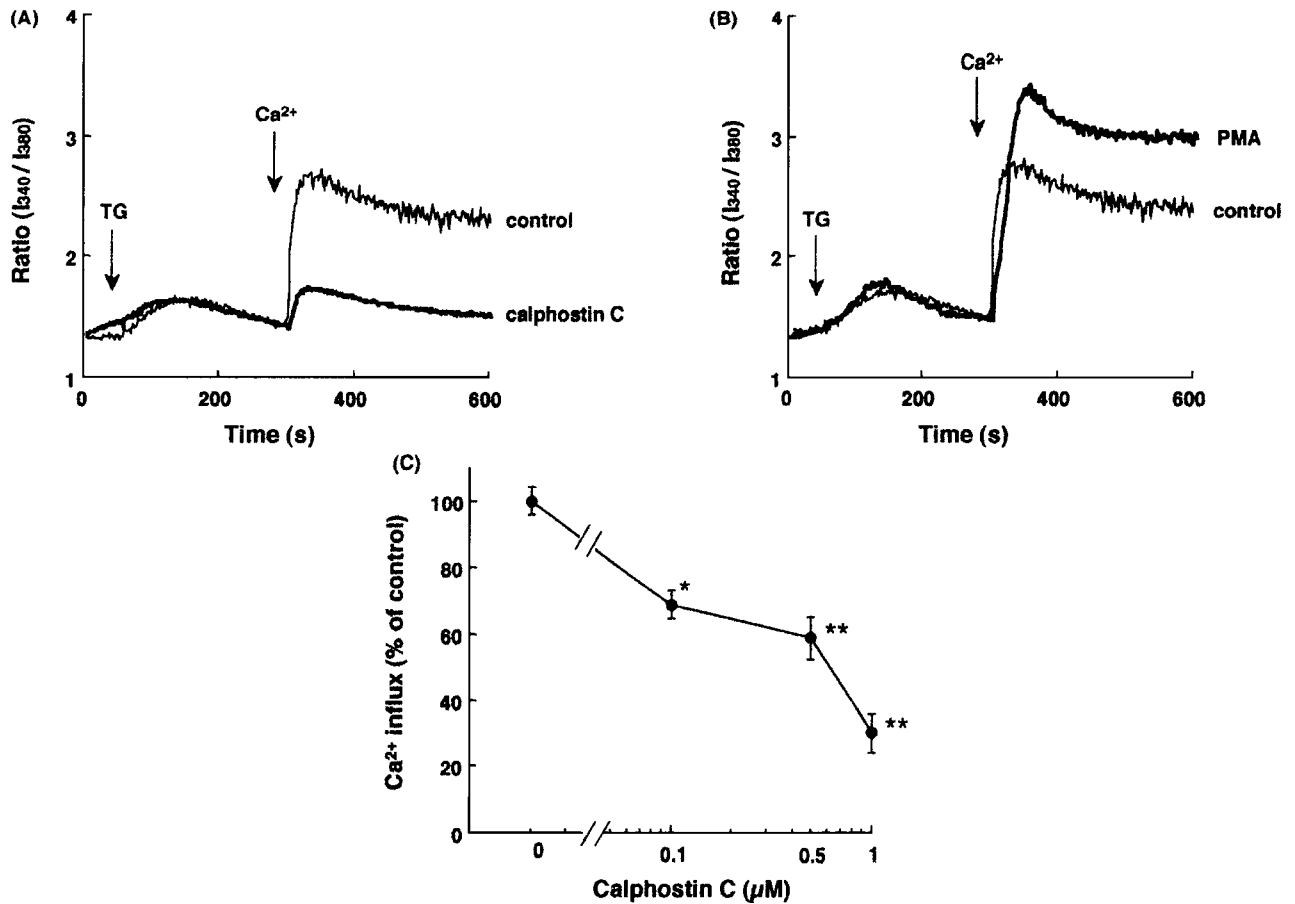 (A)
4
3
2
1
Ratio (I340 / I380)
TG
Ca2+
control
calphostin C
0
200
400
600
Time (s)
(B)
4
3
2
1
Ratio (I340 / I380)
TG
Ca2+
PMA
control
0
200
400
600
Time (s)
(C)
100
80
60
40
20
0
Ca2+ influx (% of control)
*
**
**
0
0.1
0.5
1
Calphostin C (µM)